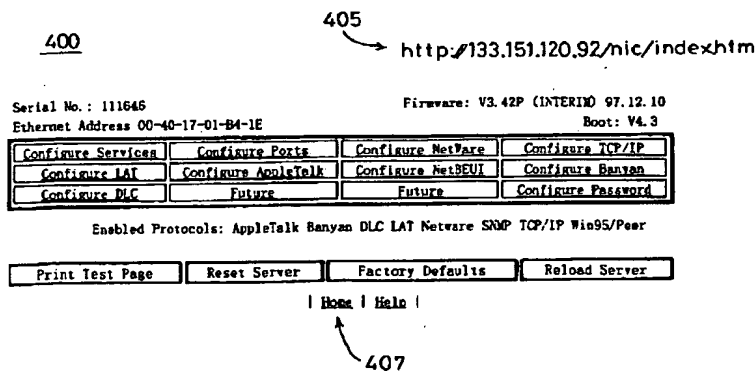 405
400
http://133.151.120.92/nic/index.htm
Serial No.: 111646 Firmware: V3.42P (INTERIM) 97.12.10
Ethernet Address 00-40-17-01-B4-1E Boot: V4.3
Configure Services Configure Ports Configure NetWare Configure TCP/IP
Configure LAT Configure AppleTalk Configure NetBEUI Configure Banyan
Configure DLC Future Future Configure Password
Enabled Protocols: AppleTalk Banyan DLC LAT Netware SNMP TCP/IP Win95/Peer
Print Test Page Reset Server Factory Defaults Reload Server
| Home | Help |
407